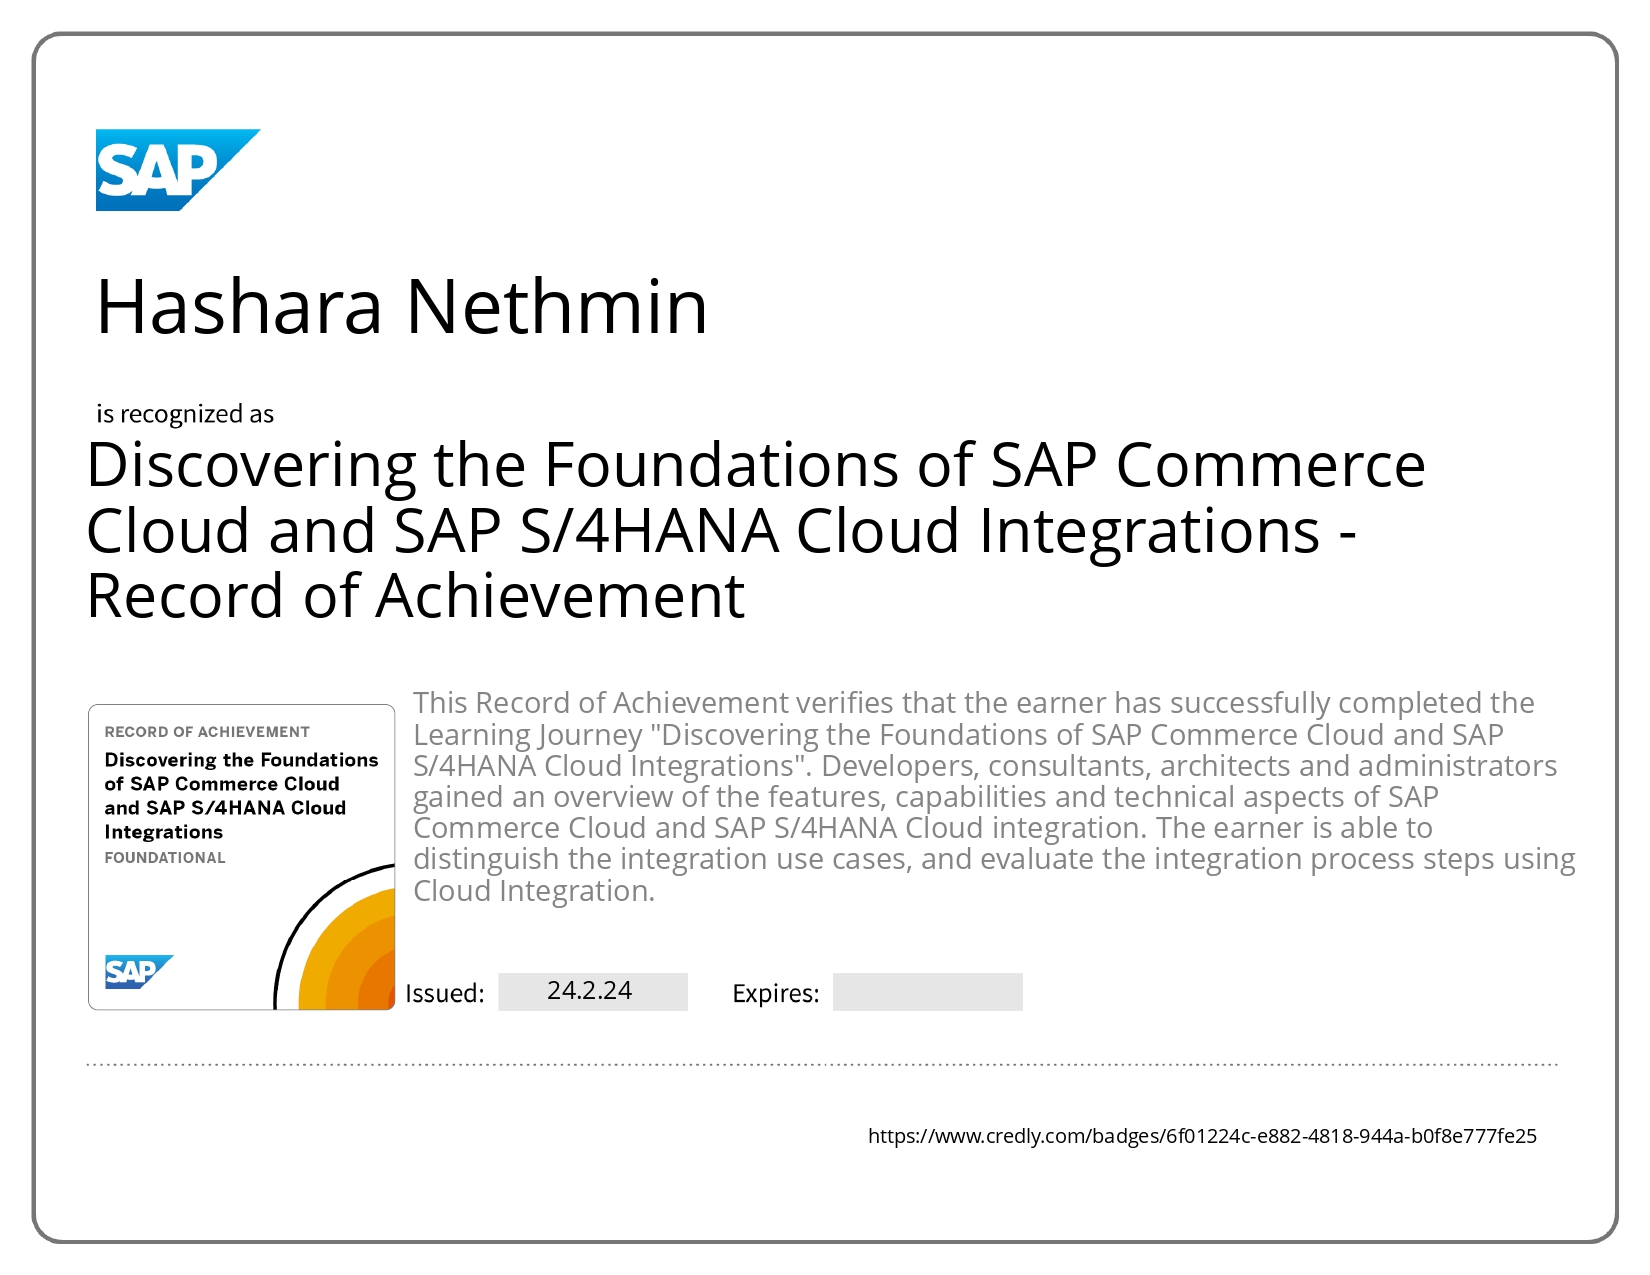 SAP
Hashara Nethmin
is recognized as
Discovering the Foundations of SAP Commerce
Cloud and SAP S/4HANA Cloud Integrations -
Record of Achievement
RECORD OF ACHIEVEMENT
Discovering the Foundations
of SAP Commerce Cloud
and SAP S/4HANA Cloud
Integrations
FOUNDATIONAL
SAP
This Record of Achievement verifies that the earner has successfully completed the
Learning Journey "Discovering the Foundations of SAP Commerce Cloud and SAP
S/4HANA Cloud Integrations". Developers, consultants, architects and administrators
gained an overview of the features, capabilities and technical aspects of SAP
Commerce Cloud and SAP S/4HANA Cloud integration. The earner is able to
distinguish the integration use cases, and evaluate the integration process steps using
Cloud Integration.
Issued: 24.2.24 Expires:
https://www.credly.com/badges/6f01224c-e882-4818-944a-b0f8e777fe25